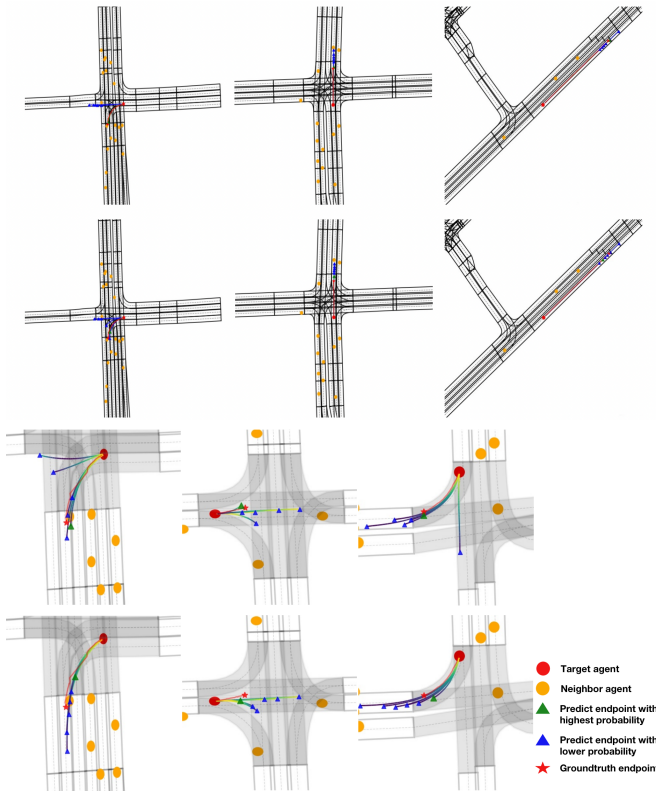 Target agent
Neighbor agent
Predict endpoint with
highest probability
Predict endpoint with
lower probability
Groundtruth endpoint